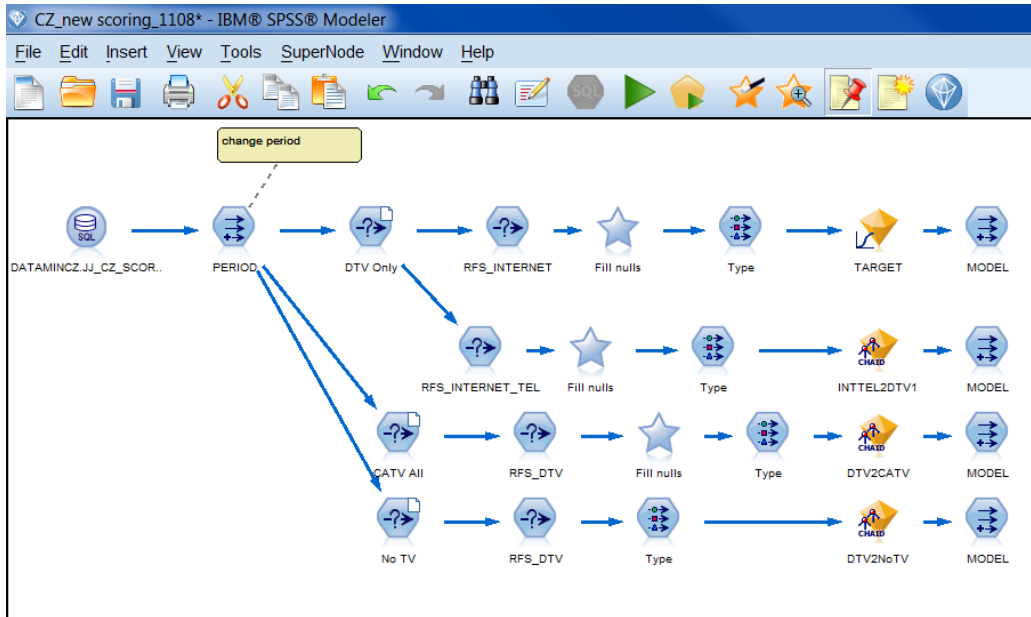 CZ_new scoring_1108* - IBM® SPSS® Modeler
File Edit Insert View Tools SuperNode Window Help
SQL
change period
SQL
DATAMINCZ.JJ_CZ_SCOR.. PERIOD DTV Only RFS_INTERNET Fill nulls Type TARGET MODEL
CHAID
RFS_INTERNET_TEL Fill nulls Type INTTEL2DTV1 MODEL
CHAID
CATV All RFS_DTV Fill nulls Type DTV2CATV MODEL
CHAID
No TV RFS_DTV Type DTV2NoTV MODEL